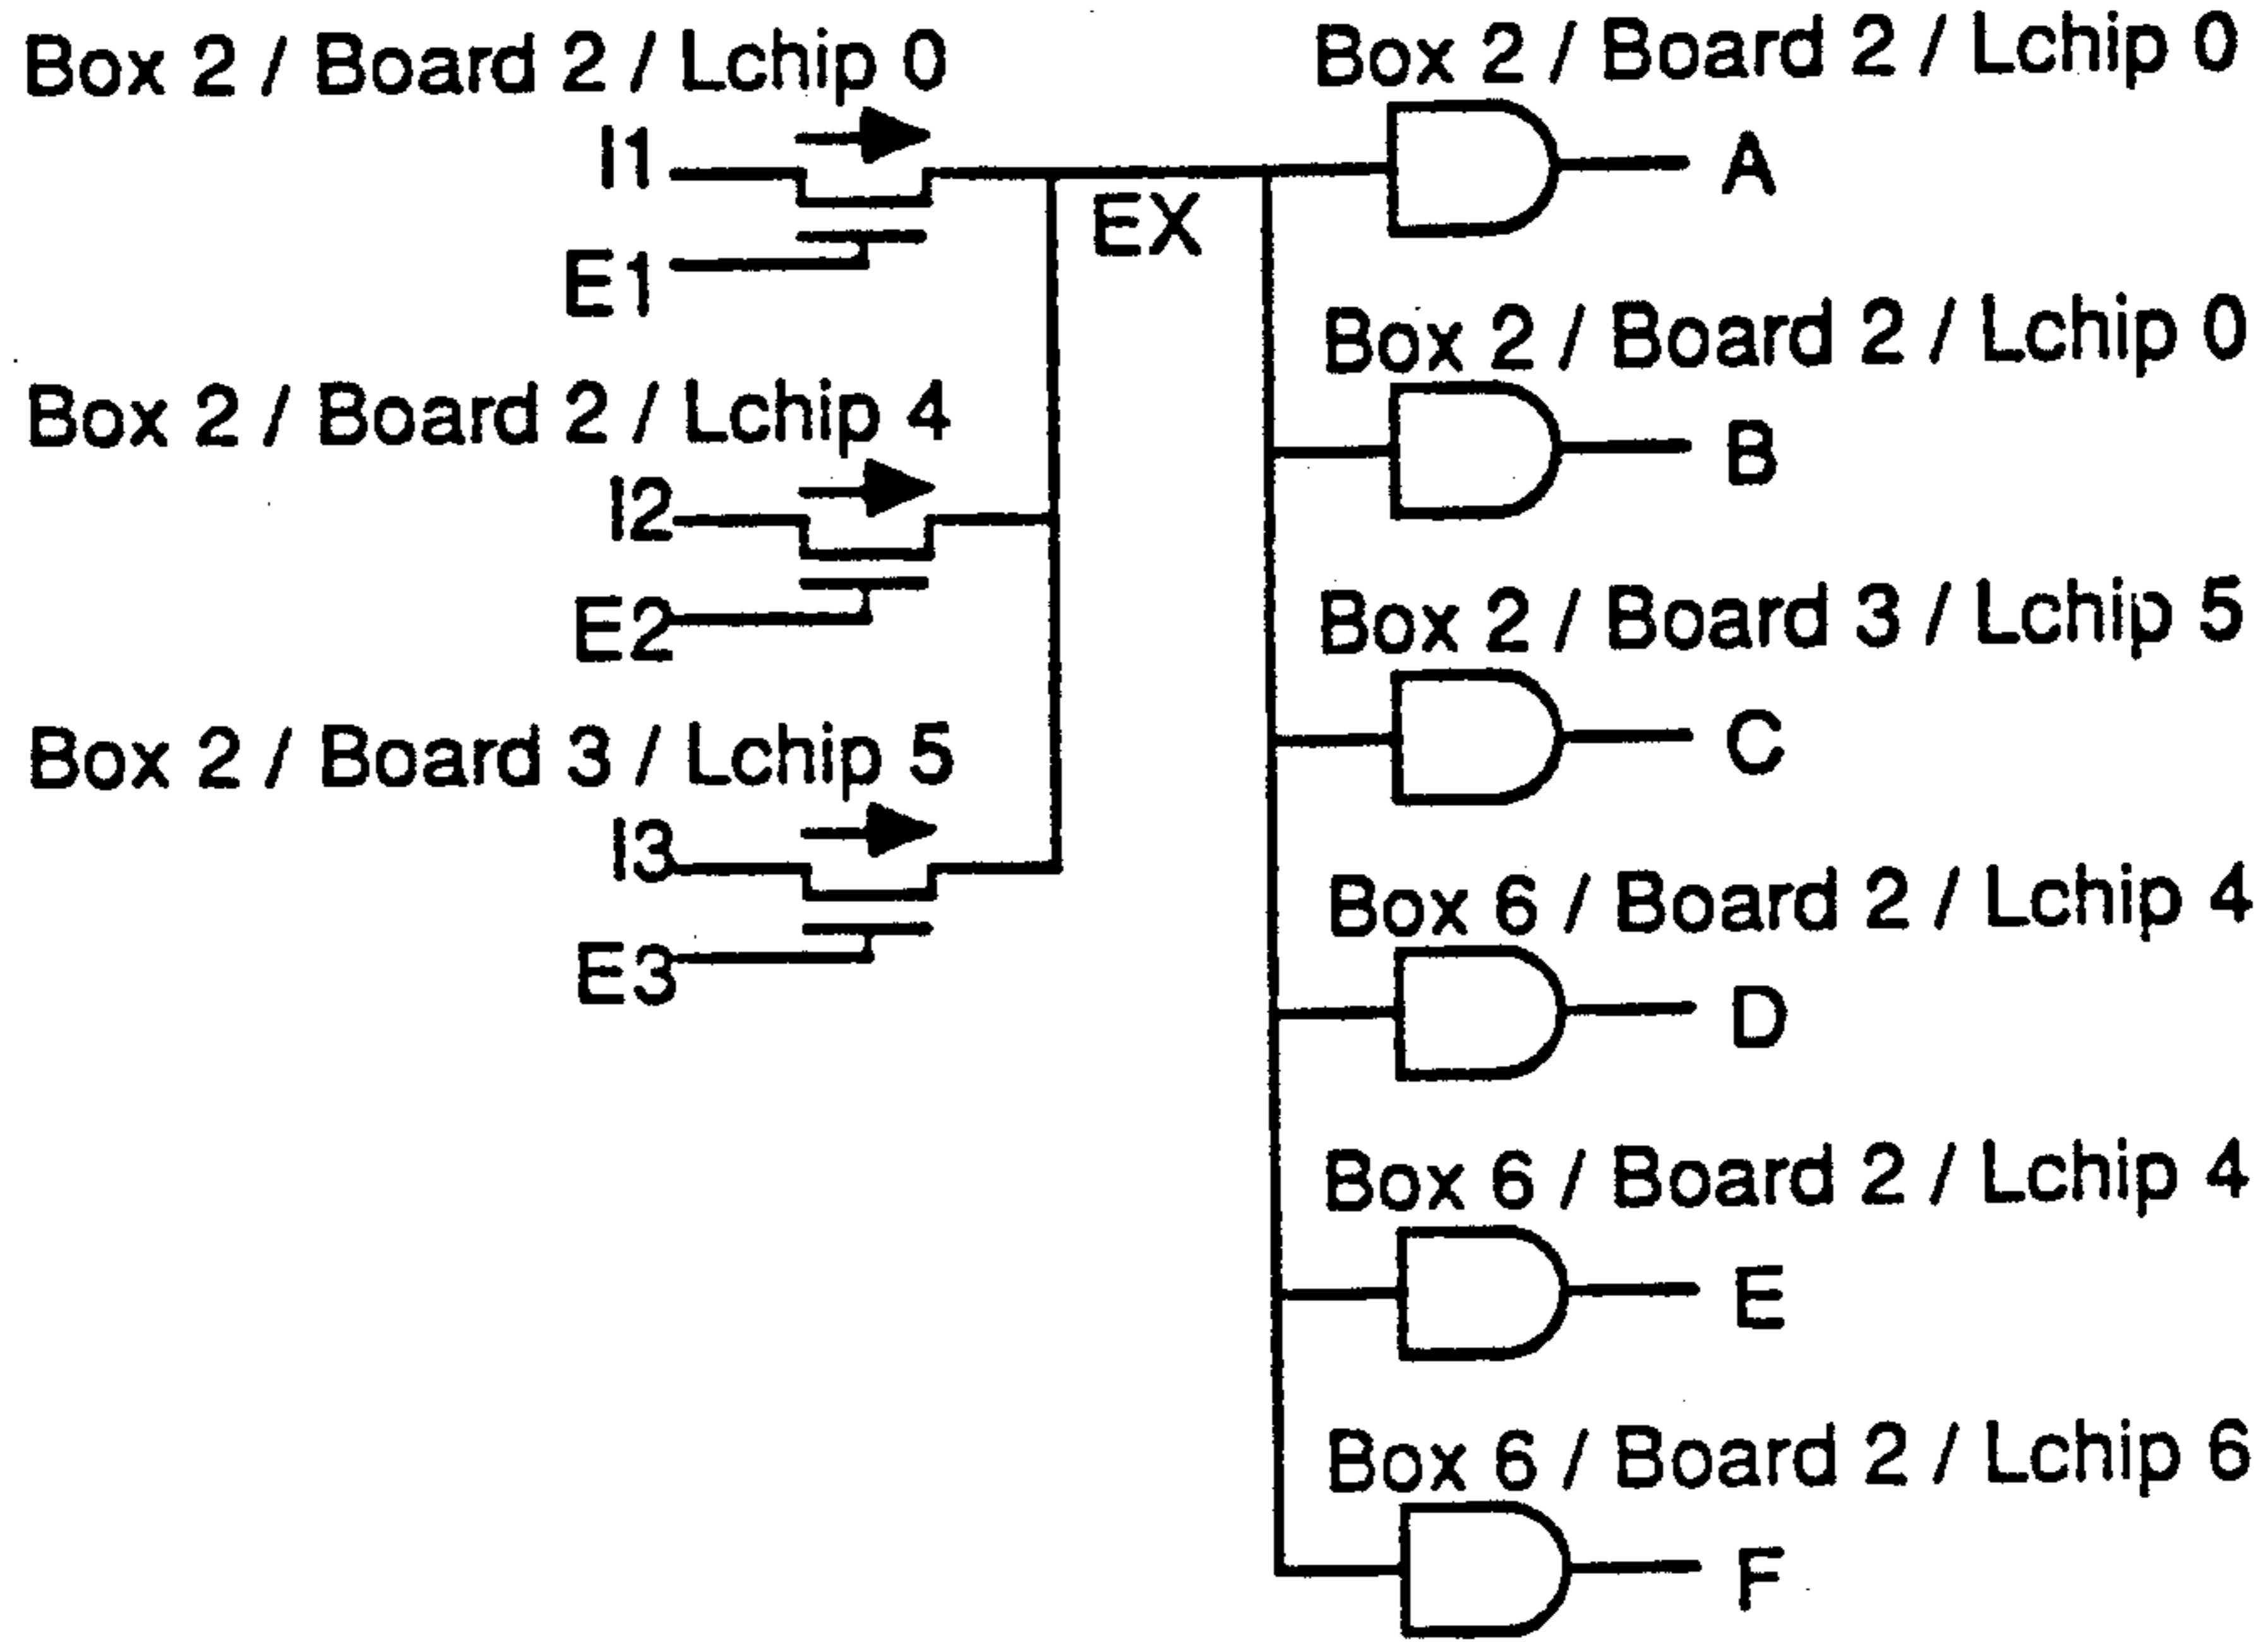 Box 2 / Board 2 / Lchip 0
I1
E1
Box 2 / Board 2 / Lchip 4
I2
E2
Box 2 / Board 3 / Lchip 5
I3
E3
EX
Box 2 / Board 2 / Lchip 0
A
Box 2 / Board 2 / Lchip 0
B
Box 2 / Board 3 / Lchip 5
C
Box 6 / Board 2 / Lchip 4
D
Box 6 / Board 2 / Lchip 4
E
Box 6 / Board 2 / Lchip 6
F